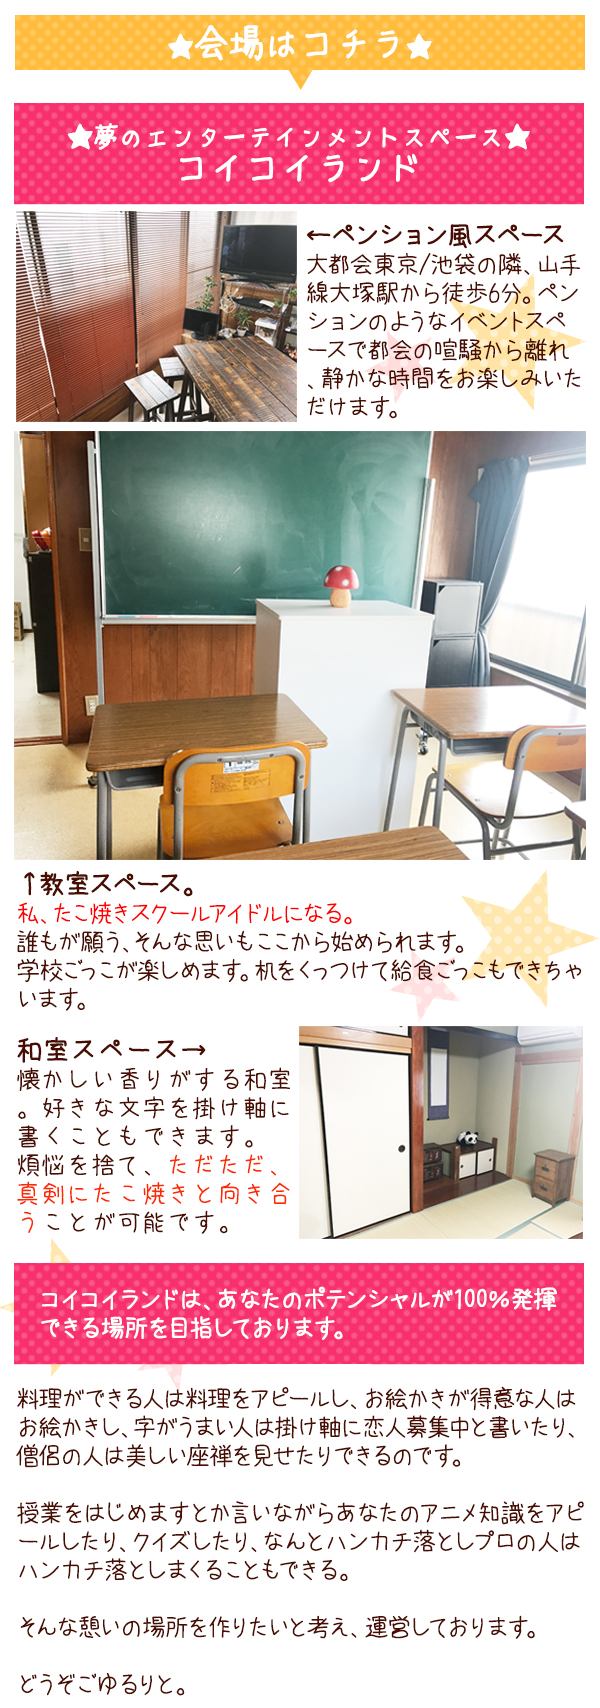 ★会場はコチラ★
★夢のエンターテインメントスペース★
コイコイランド
←ペンション風スペース
大都会東京/池袋の隣、山手
線大塚駅から徒歩6分。ペン
ションのようなイベントスペ
ースで都会の喧騒から離れ
、静かな時間をお楽しみいた
だけます。
↑教室スペース。
私、たこ焼きスクールアイドルになる。
誰もが願う、そんな思いもここから始められます。
学校ごっこが楽しめます。机をくっつけて給食ごっこもできちゃ
います。
和室スペース→
懐かしい香りがする和室
。好きな文字を掛け軸に
書くこともできます。
煩悩を捨て、ただただ、
真剣にたこ焼きと向き合
うことが可能です。
コイコイランドは、あなたのポテンシャルが100%発揮
できる場所を目指しております。
料理ができる人は料理をアピールし、お絵かきが得意な人は
お絵かきし、字がうまい人は掛け軸に恋人募集中と書いたり、
僧侶の人は美しい座禅を見せたりできるのです。
授業をはじめますとか言いながらあなたのアニメ知識をアピ
ールしたり、クイズしたり、なんとハンカチ落としプロの人は
ハンカチ落としまくることもできる。
そんな憩いの場所を作りたいと考え、運営しております。
どうぞごゆるりと。